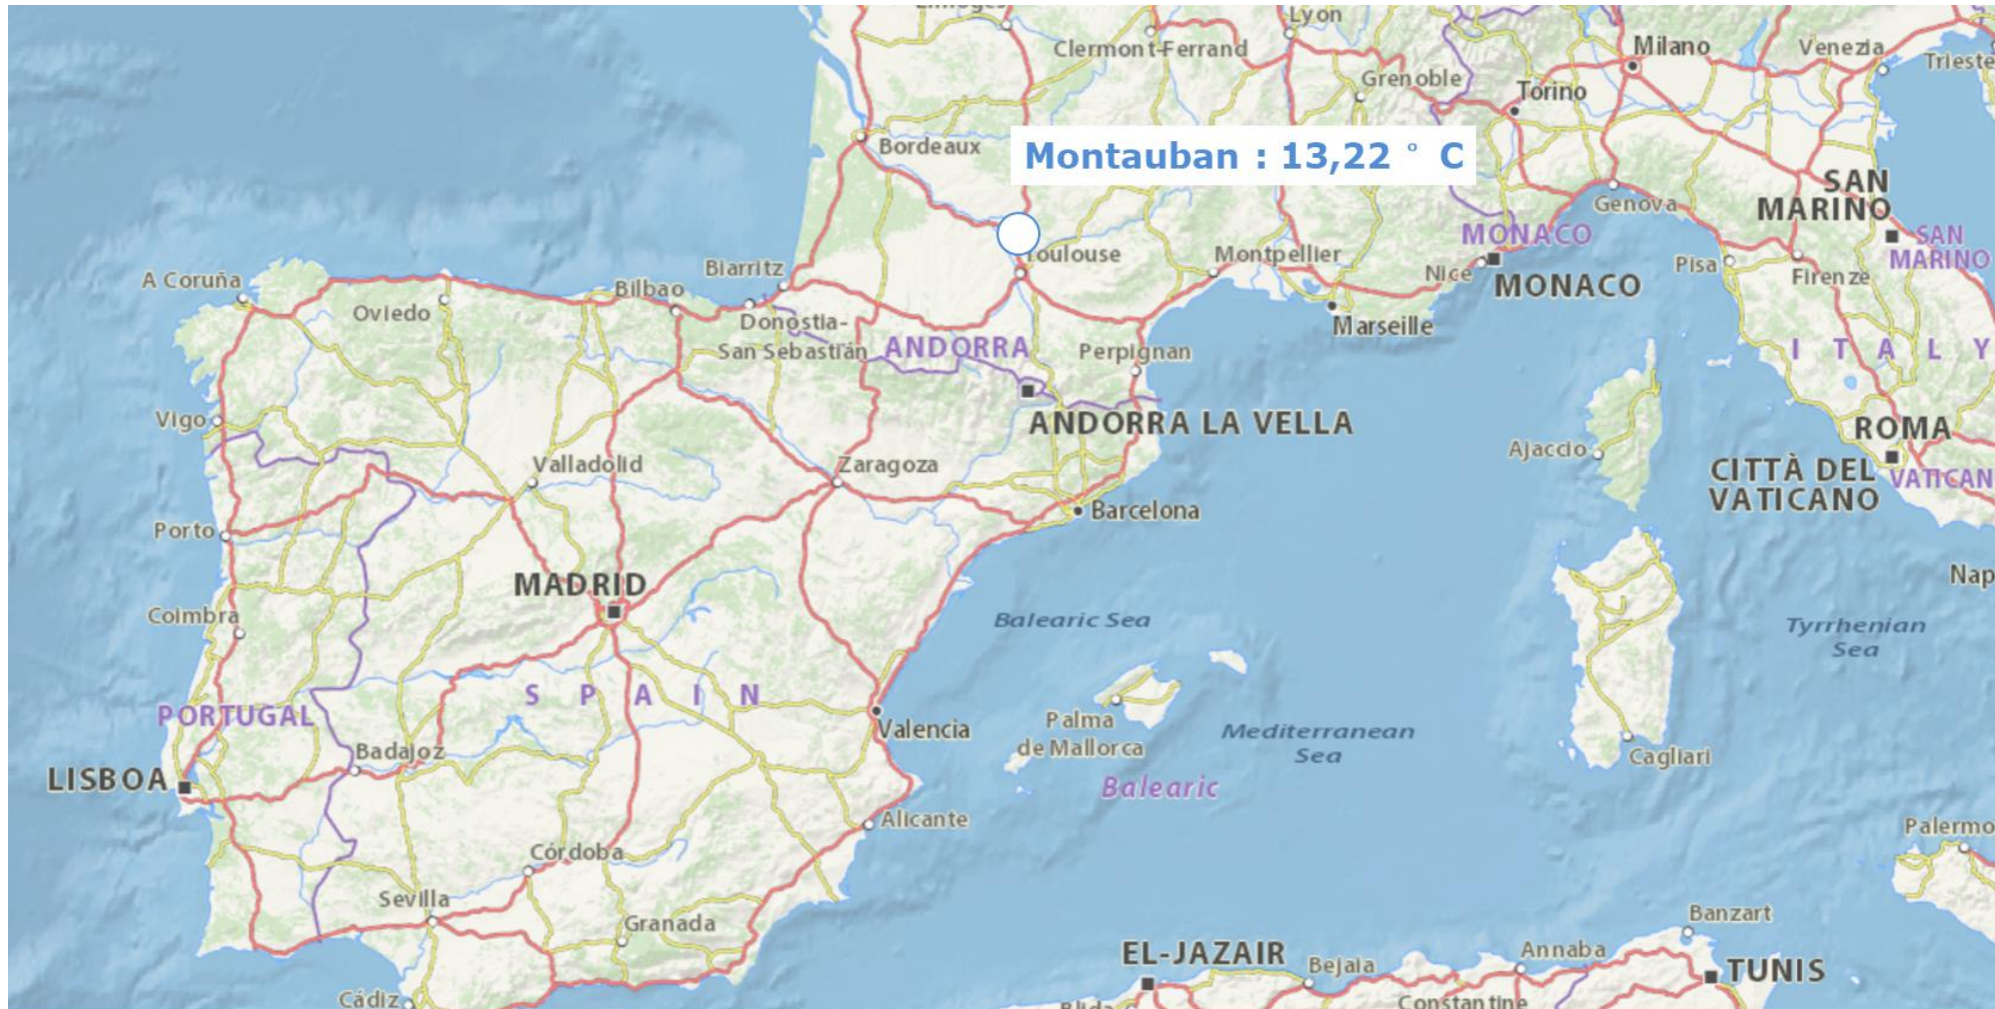 Lyon
Clermont-Ferrand
Milano
Venezia
Trieste
Grenoble
Torino
Bordeaux
Montauban : 13,22 ° C
SAN
MARINO
Genova
MONACO
SAN
MARINO
Toulouse
Montpellier
Nice
MONACO
Pisa
Firenze
A Coruña
Biarritz
Bilbao
Oviedo
Donostia-
San Sebastián
ANDORRA
Perpignan
Marseille
ITALY
Vigo
ANDORRA LA VELLA
ROMA
Ajaccio
Valladolid
Zaragoza
CITTÀ DEL
VATICANO
VATICAN
Barcelona
Porto
MADRID
Nap
Coimbra
Balearic Sea
Tyrrhenian
Sea
SPAIN
PORTUGAL
Palma
de Mallorca
Valencia
Mediterranean
Sea
Badajoz
Cagliari
LISBOA
Balearic
Alicante
Palermo
Córdoba
Sevilla
Granada
Banzart
EL-JAZAIR
Bejaia
Annaba
TUNIS
Cádiz
Constantine